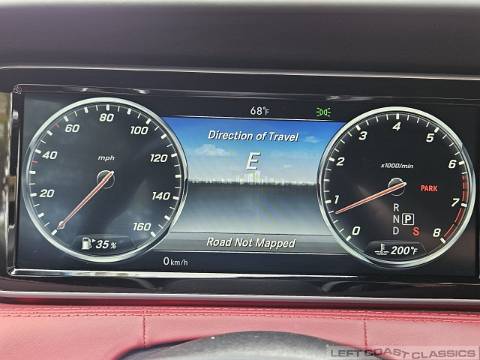 68°F
Direction of Travel
E
Road Not Mapped
0 km/h
20
40
60
80
100
120
140
160
mph
35%
0
1
2
3
4
5
6
7
8
x1000/min
PARK
R
N P
D S
200°F
LEFT COAST CLASSICS